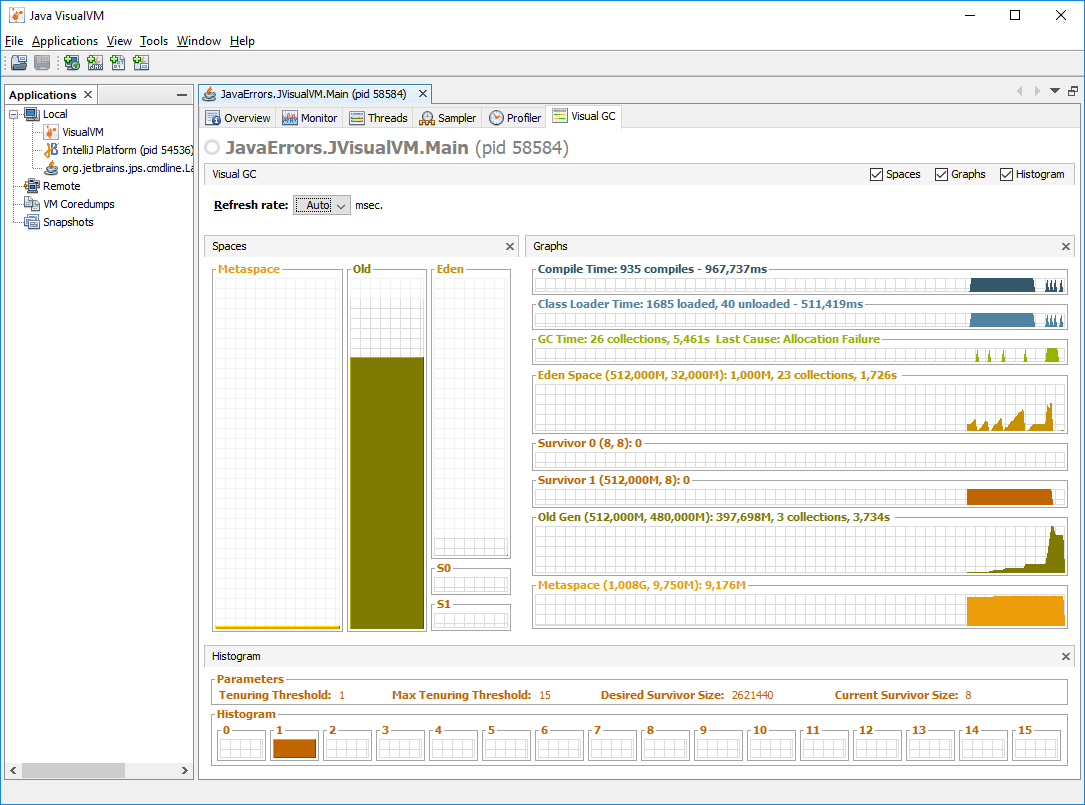 Java VisualVM
File Applications View Tools Window Help
Applications
Local
VisualVM
IntelliJ Platform (pid 54536)
org.jetbrains.jps.cmdline.La
Remote
VM Coredumps
Snapshots
JavaErrors.JVisualVM.Main (pid 58584)
Overview Monitor Threads Sampler Profiler Visual GC
JavaErrors.JVisualVM.Main (pid 58584)
Visual GC Spaces Graphs Histogram
Refresh rate: Auto msec.
Spaces
Metaspace Old Eden
S0
S1
Graphs
Compile Time: 935 compiles - 967,737ms
Class Loader Time: 1685 loaded, 40 unloaded - 511,419ms
GC Time: 26 collections, 5,461s Last Cause: Allocation Failure
Eden Space (512,000M, 32,000M): 1,000M, 23 collections, 1,726s
Survivor 0 (8, 8): 0
Survivor 1 (512,000M, 8): 0
Old Gen (512,000M, 480,000M): 397,698M, 3 collections, 3,734s
Metaspace (1,008G, 9,750M): 9,176M
Histogram
Parameters
Tenuring Threshold: 1 Max Tenuring Threshold: 15 Desired Survivor Size: 2621440 Current Survivor Size: 8
Histogram
0 1 2 3 4 5 6 7 8 9 10 11 12 13 14 15